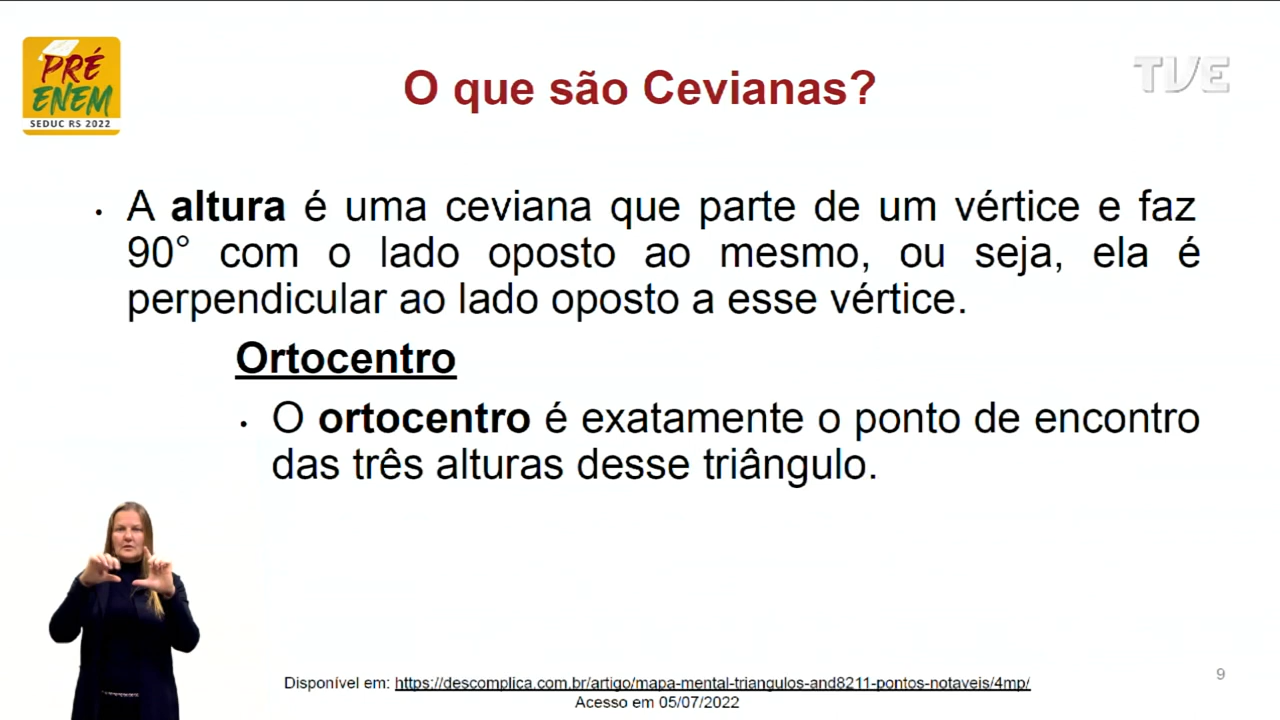 PRÉ
ENEM
SEDUC RS 2022
TVE
O que são Cevianas?
• A altura é uma ceviana que parte de um vértice e faz
90° com o lado oposto ao mesmo, ou seja, ela é
perpendicular ao lado oposto a esse vértice.
Ortocentro
• O ortocentro é exatamente o ponto de encontro
das três alturas desse triângulo.
Disponível em: https://descomplica.com.br/artigo/mapa-mental-triangulos-and8211-pontos-notaveis/4mp/
Acesso em 05/07/2022
9